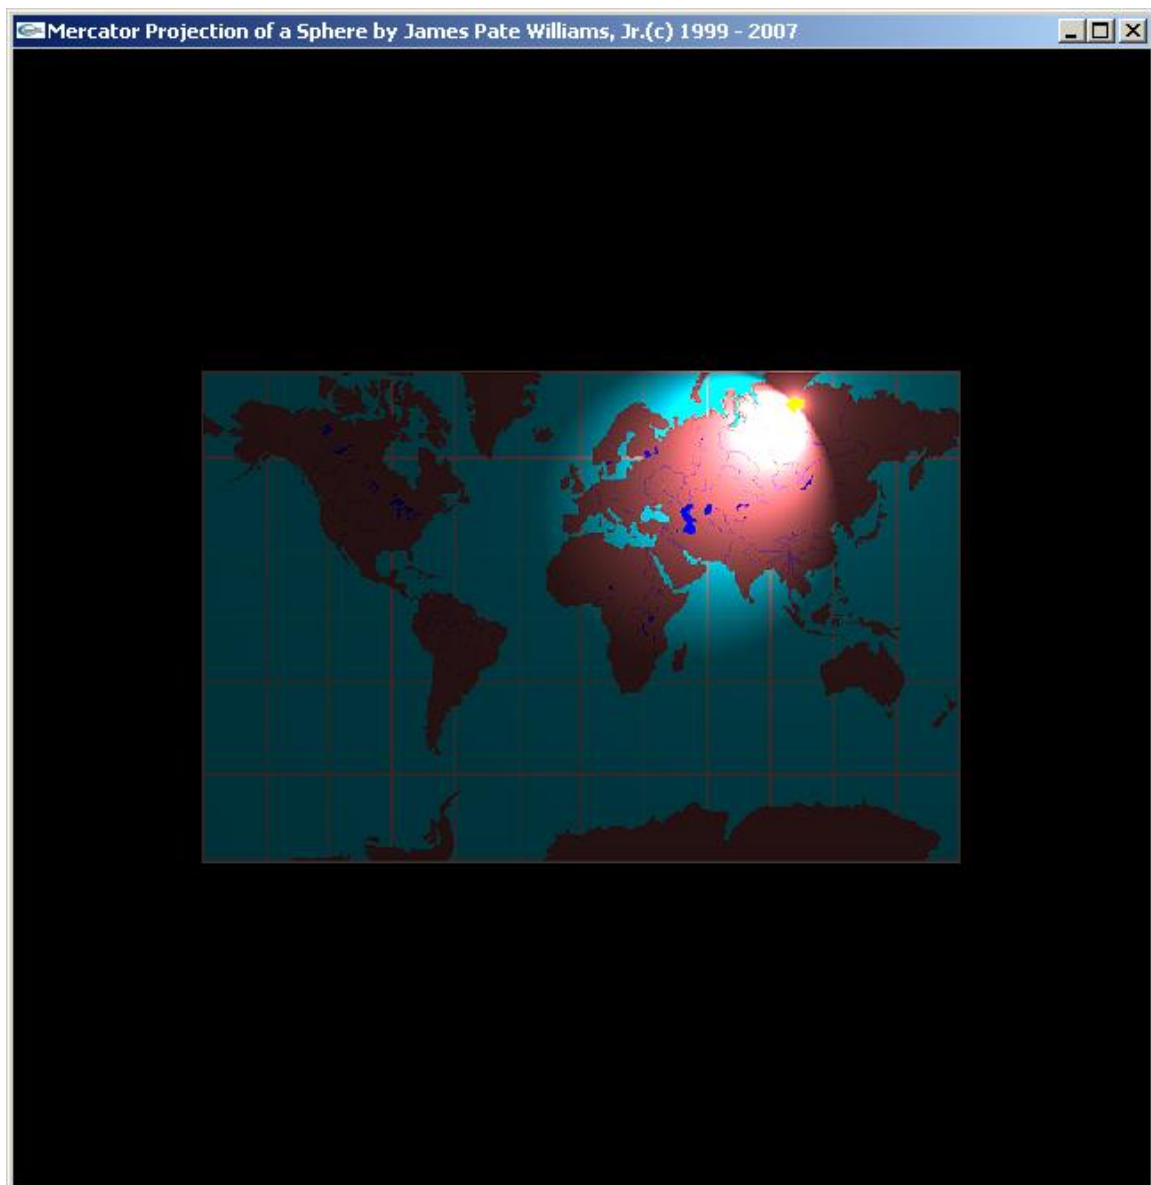 Mercator Projection of a Sphere by James Pate Williams, Jr.(c) 1999 - 2007